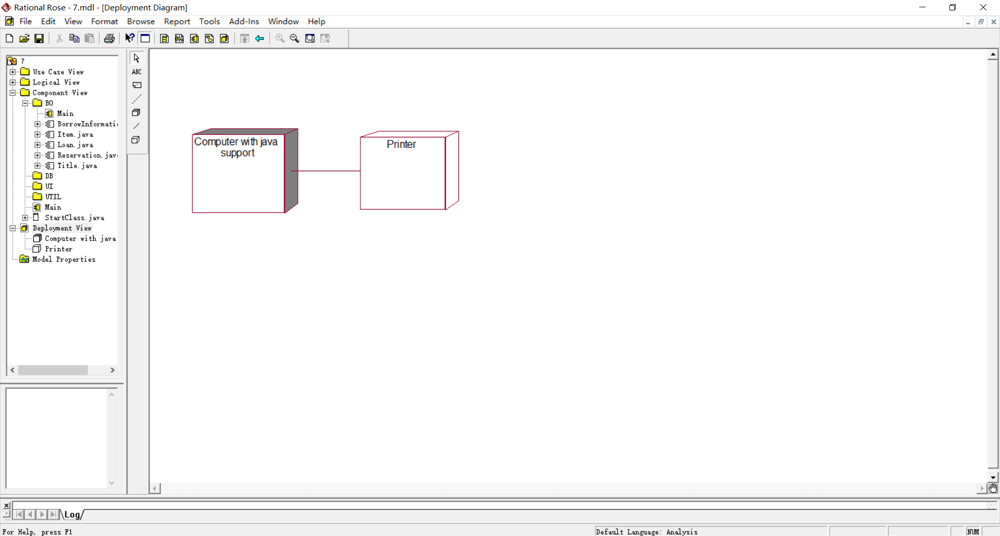 Rational Rose - 7.mdl - [Deployment Diagram]
File Edit View Format Browse Report Tools Add-Ins Window Help
7
Use Case View
Logical View
Component View
BO
Main
BorrowInformati
Item.java
Loan.java
Reservation.jav
Title.java
DB
UI
UTIL
Main
StartClass.java
Deployment View
Computer with java
Printer
Model Properties
ABC
Computer with java
support
Printer
Log
For Help, press F1
Default Language: Analysis
NUM